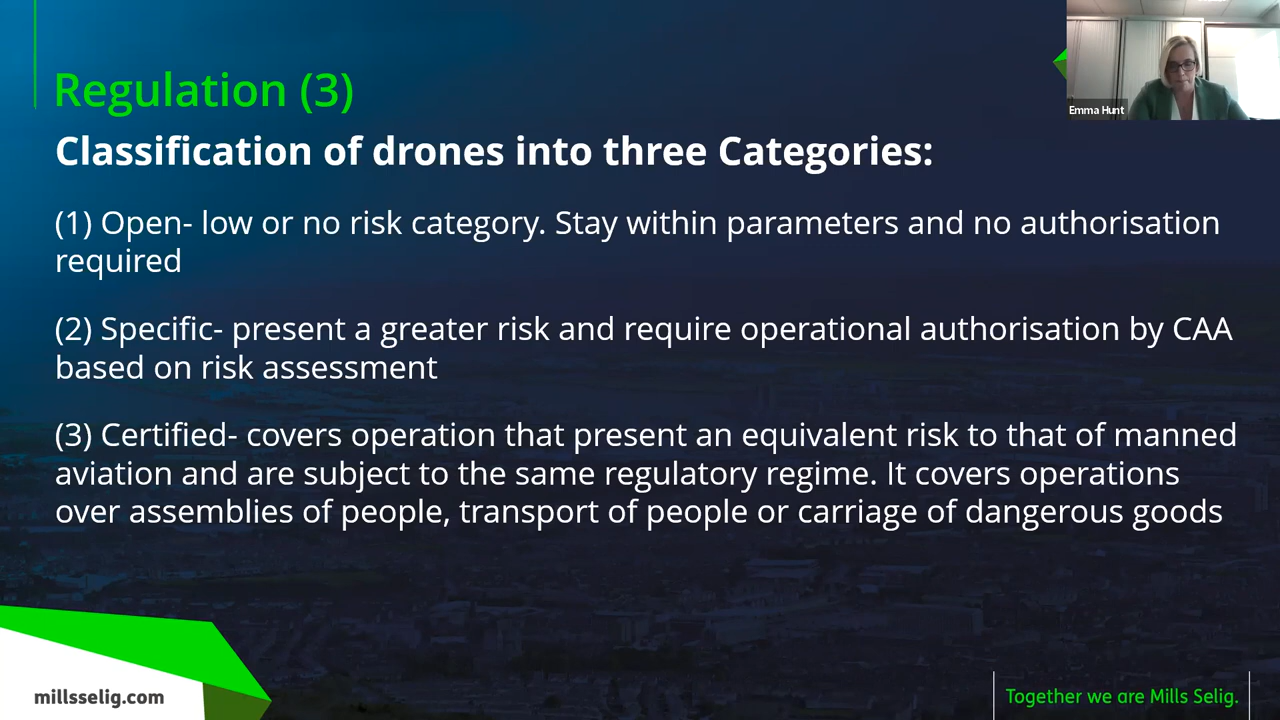 Regulation (3)
Emma Hunt
Classification of drones into three Categories:
(1) Open- low or no risk category. Stay within parameters and no authorisation
required
(2) Specific- present a greater risk and require operational authorisation by CAA
based on risk assessment
(3) Certified- covers operation that present an equivalent risk to that of manned
aviation and are subject to the same regulatory regime. It covers operations
over assemblies of people, transport of people or carriage of dangerous goods
millsselig.com
Together we are Mills Selig.